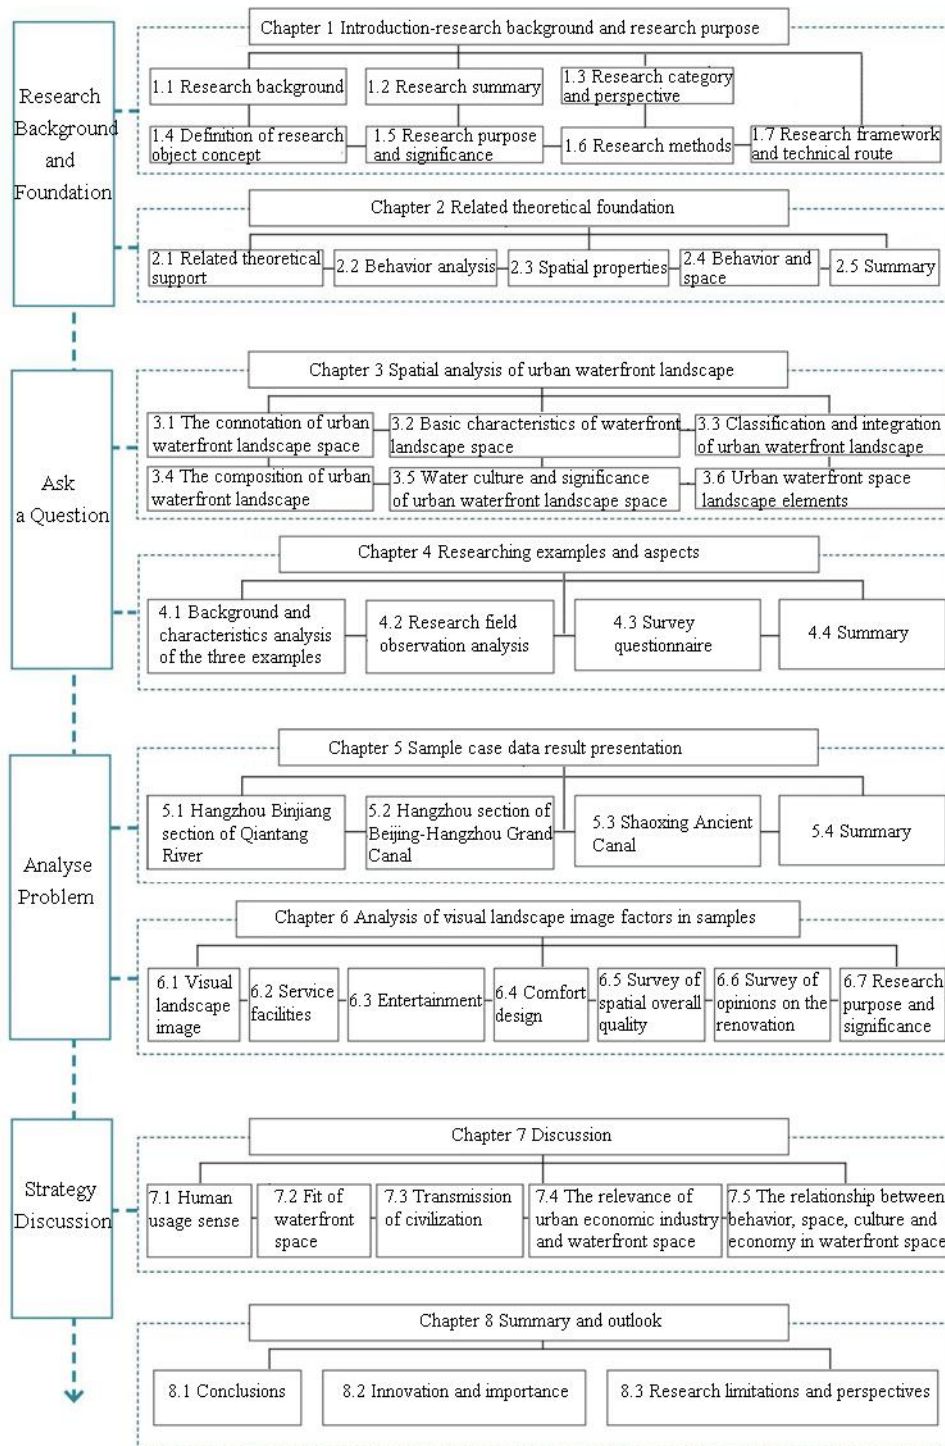 Research
Background
and
Foundation
Chapter 1 Introduction-research background and research purpose
1.1 Research background
1.2 Research summary
1.3 Research category
and perspective
1.4 Definition of research
object concept
1.5 Research purpose
and significance
1.6 Research methods
1.7 Research framework
and technical route
Chapter 2 Related theoretical foundation
2.1 Related theoretical
support
2.2 Behavior analysis
2.3 Spatial properties
2.4 Behavior and
space
2.5 Summary
Ask
a Question
Chapter 3 Spatial analysis of urban waterfront landscape
3.1 The connotation of urban
waterfront landscape space
3.2 Basic characteristics of waterfront
landscape space
3.3 Classification and integration
of urban waterfront landscape
3.4 The composition of urban
waterfront landscape
3.5 Water culture and significance
of urban waterfront landscape space
3.6 Urban waterfront space
landscape elements
Chapter 4 Researching examples and aspects
4.1 Background and
characteristics analysis
of the three examples
4.2 Research field
observation analysis
4.3 Survey
questionnaire
4.4 Summary
Analyse
Problem
Chapter 5 Sample case data result presentation
5.1 Hangzhou Binjiang
section of Qiantang
River
5.2 Hangzhou section of
Beijing-Hangzhou Grand
Canal
5.3 Shaoxing Ancient
Canal
5.4 Summary
Chapter 6 Analysis of visual landscape image factors in samples
6.1 Visual
landscape
image
6.2 Service
facilities
6.3 Entertainment
6.4 Comfort
design
6.5 Survey of
spatial overall
quality
6.6 Survey of
opinions on the
renovation
6.7 Research
purpose and
significance
Strategy
Discussion
Chapter 7 Discussion
7.1 Human
usage sense
7.2 Fit of
waterfront
space
7.3 Transmission
of civilization
7.4 The relevance of
urban economic industry
and waterfront space
7.5 The relationship between
behavior, space, culture and
economy in waterfront space
Chapter 8 Summary and outlook
8.1 Conclusions
8.2 Innovation and importance
8.3 Research limitations and perspectives